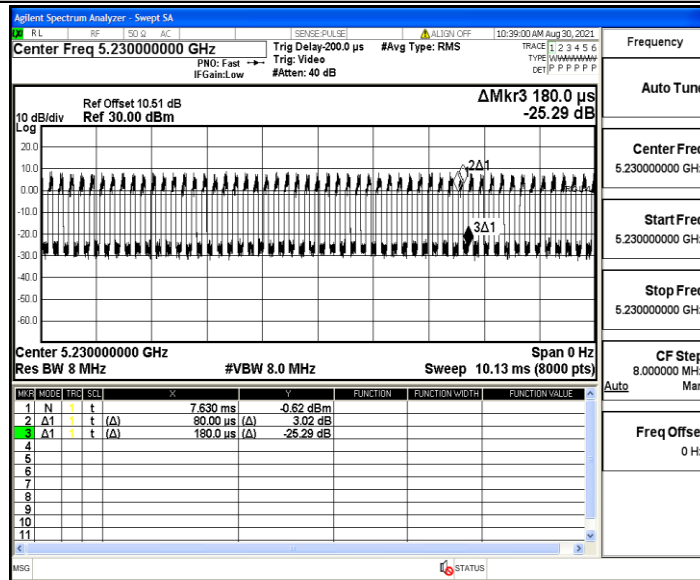 Agilent Spectrum Analyzer - Swept SA
RL RF 50 Ω AC SENSE:PULSE ALIGN OFF 10:39:00 AM Aug 30, 2021
Center Freq 5.230000000 GHz
PNO: Fast
IFGain:Low
Trig Delay-200.0 µs
Trig: Video
#Atten: 40 dB
#Avg Type: RMS
TRACE 1 2 3 4 5 6
TYPE
DET P P P P P P
ΔMkr3 180.0 µs
-25.29 dB
Ref Offset 10.51 dB
10 dB/div Ref 30.00 dBm
Log
20.0
10.0
0.00
-10.0
-20.0
-30.0
-40.0
-50.0
-60.0
2Δ1
3Δ1
Center 5.230000000 GHz Span 0 Hz
Res BW 8 MHz #VBW 8.0 MHz Sweep 10.13 ms (8000 pts)
MKR MODE TRC SCL X Y FUNCTION FUNCTION WIDTH FUNCTION VALUE
1 N 1 t 7.630 ms -0.62 dBm
2 Δ1 1 t (Δ) 80.00 µs (Δ) 3.02 dB
3 Δ1 1 t (Δ) 180.0 µs (Δ) -25.29 dB
4
5
6
7
8
9
10
11
MSG STATUS
Frequency
Auto Tune
Center Freq
5.230000000 GHz
Start Freq
5.230000000 GHz
Stop Freq
5.230000000 GHz
CF Step
8.000000 MHz
Auto Man
Freq Offset
0 Hz